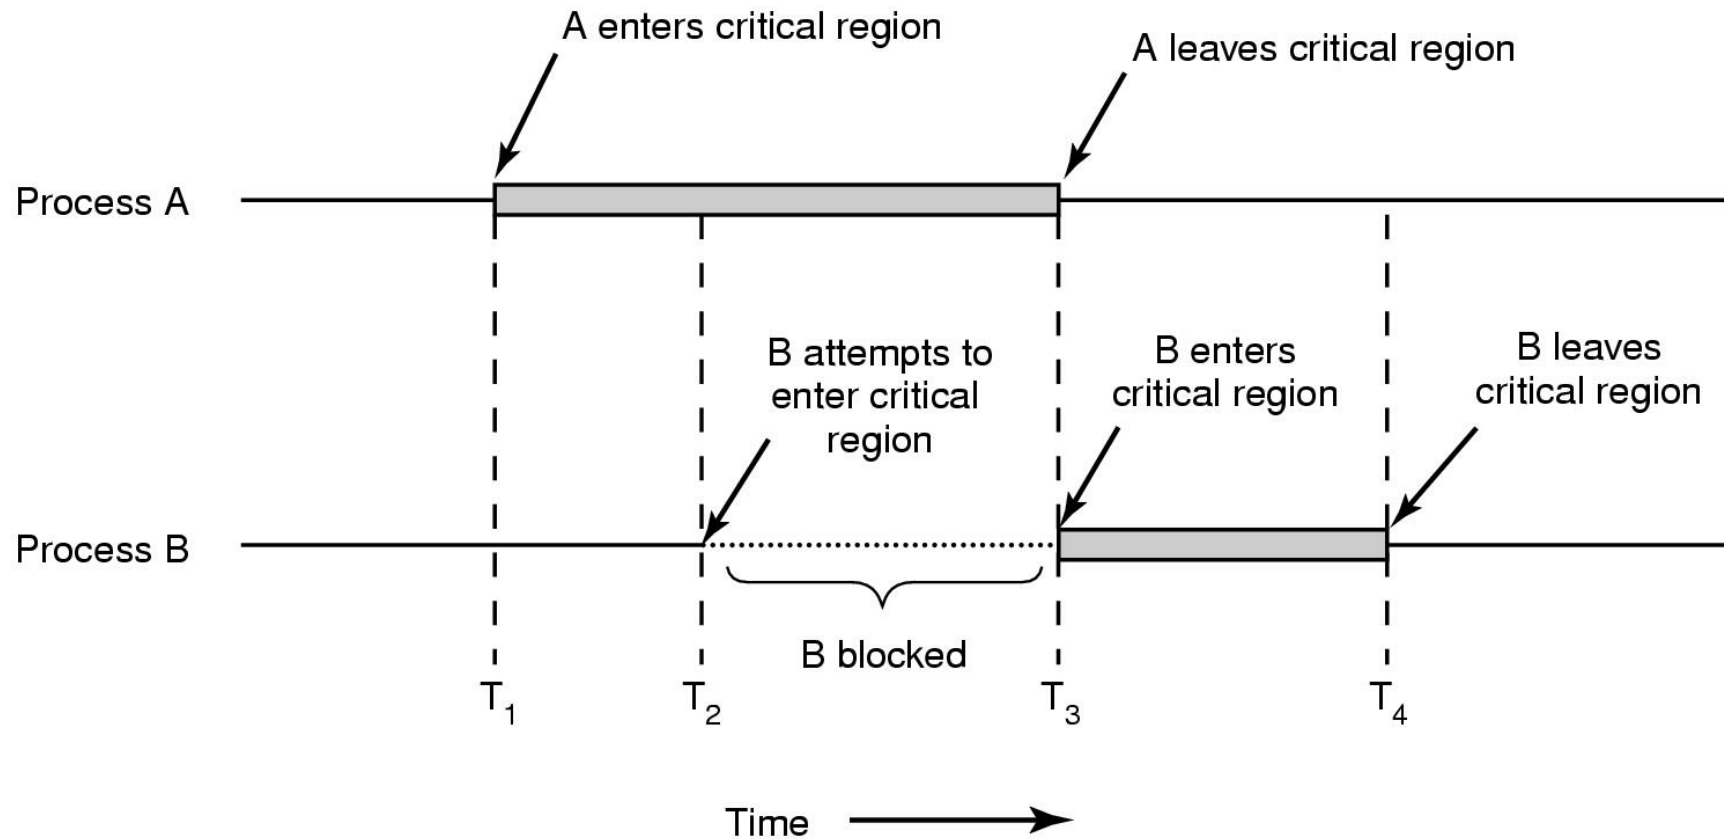 A enters critical region
A leaves critical region
Process A
B attempts to
enter critical
region
B enters
critical region
B leaves
critical region
Process B
B blocked
T1
T2
T3
T4
Time